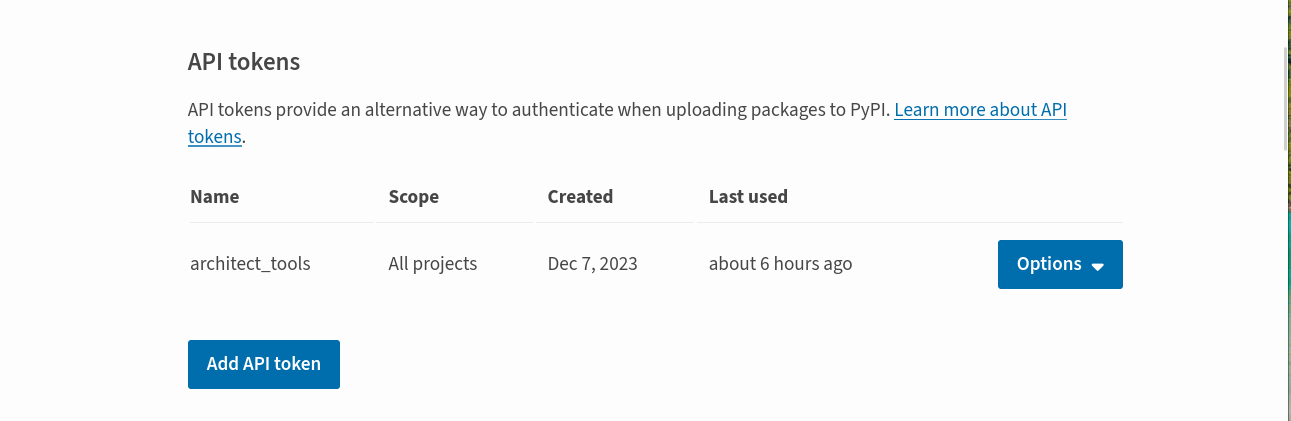 API tokens
API tokens provide an alternative way to authenticate when uploading packages to PyPI. Learn more about API
tokens.
Name Scope Created Last used
architect_tools All projects Dec 7, 2023 about 6 hours ago Options
Add API token